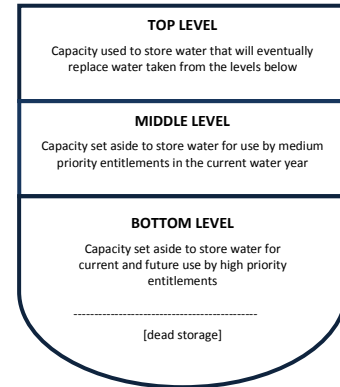 TOP LEVEL
Capacity used to store water that will eventually
replace water taken from the levels below
MIDDLE LEVEL
Capacity set aside to store water for use by medium
priority entitlements in the current water year
BOTTOM LEVEL
Capacity set aside to store water for
current and future use by high priority
entitlements
--------------------------------------------
[dead storage]